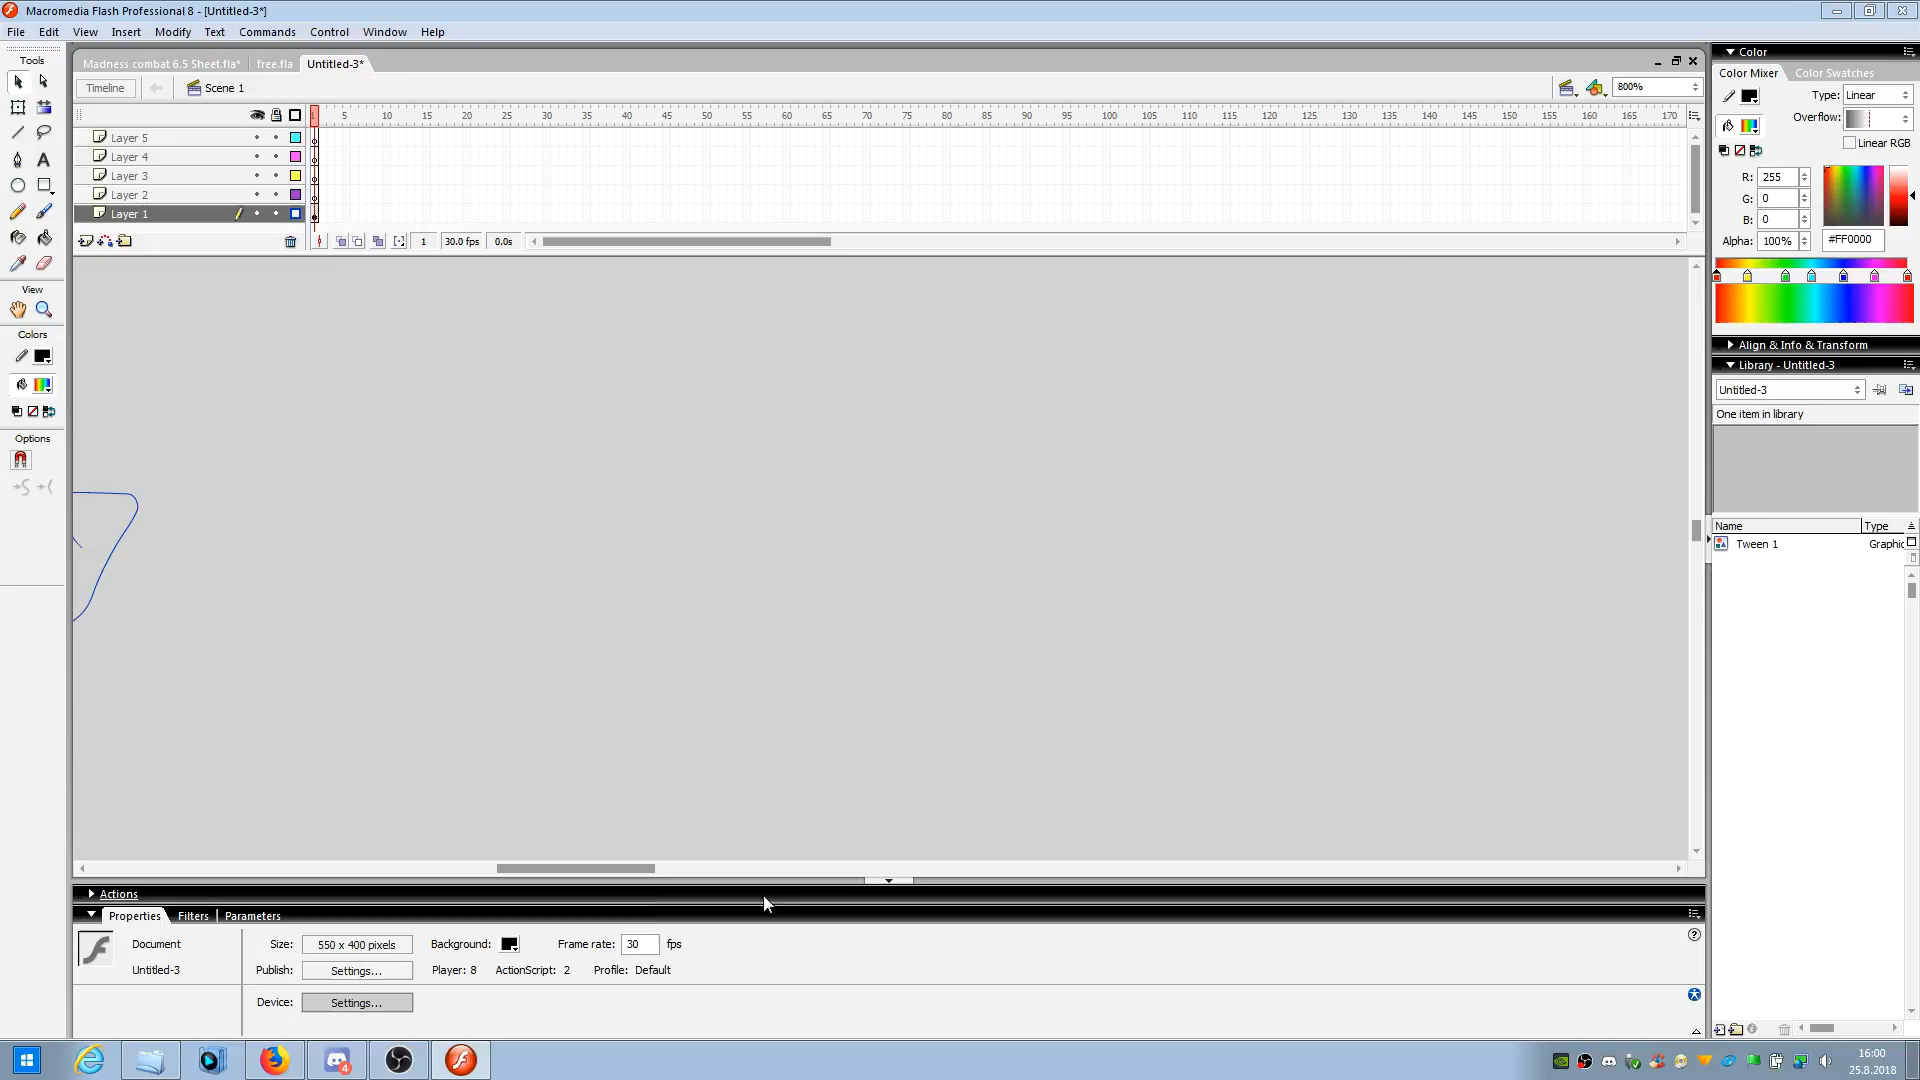 Macromedia Flash Professional 8 - [Untitled-3*]
File Edit View Insert Modify Text Commands Control Window Help
Tools
Madness combat 6.5 Sheet.fla* free.fla Untitled-3*
Timeline Scene 1 800%
1 5 10 15 20 25 30 35 40 45 50 55 60 65 70 75 80 85 90 95 100 105 110 115 120 125 130 135 140 145 150 155 160 165 170
Layer 5
Layer 4
Layer 3
Layer 2
Layer 1
1 30.0 fps 0.0s
View
Colors
Options
Color
Color Mixer Color Swatches
Type: Linear
Overflow:
Linear RGB
R: 255
G: 0
B: 0
Alpha: 100% #FF0000
Align & Info & Transform
Library - Untitled-3
Untitled-3
One item in library
Name Type
Tween 1 Graphic
Actions
Properties Filters Parameters
Document Size: 550 x 400 pixels Background: Frame rate: 30 fps
Untitled-3 Publish: Settings... Player: 8 ActionScript: 2 Profile: Default
Device: Settings...
4
16:00
25.8.2018